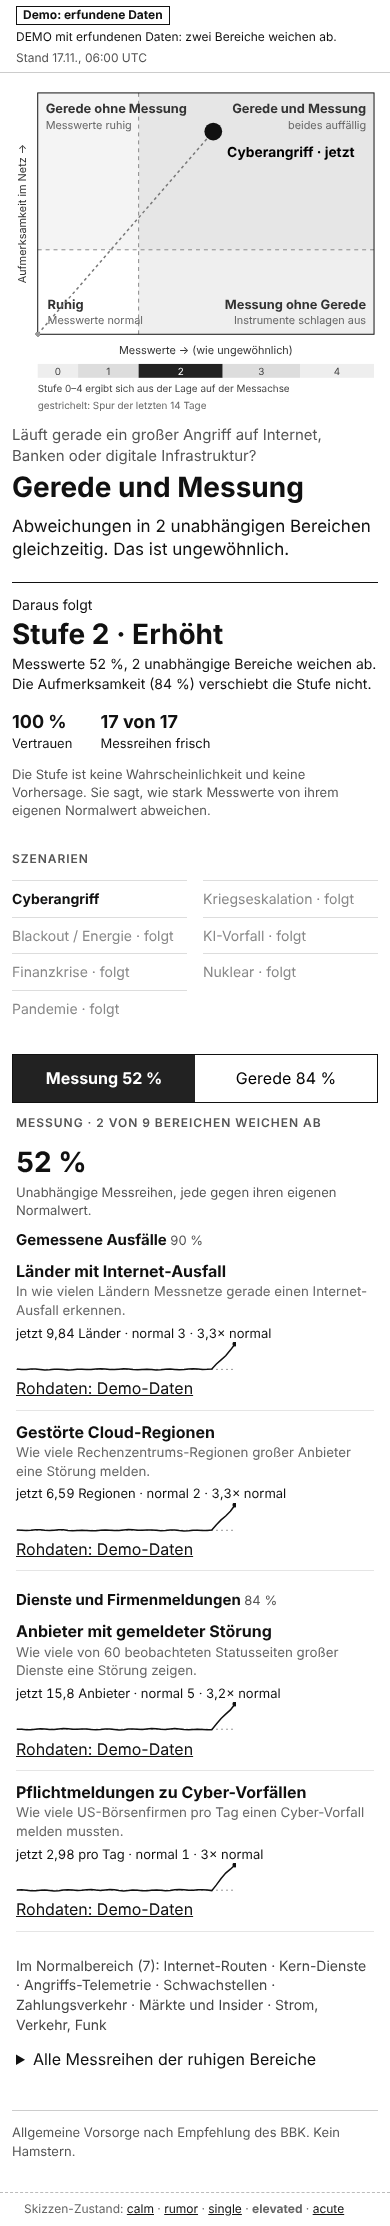 Demo: erfundene Daten
DEMO mit erfundenen Daten: zwei Bereiche weichen ab.
Stand 17.11., 06:00 UTC
Gerede ohne Messung
Messwerte ruhig
Gerede und Messung
beides auffällig
Cyberangriff · jetzt
Aufmerksamkeit im Netz →
Ruhig
Messwerte normal
Messung ohne Gerede
Instrumente schlagen aus
Messwerte → (wie ungewöhnlich)
0 1 2 3 4
Stufe 0–4 ergibt sich aus der Lage auf der Messachse
gestrichelt: Spur der letzten 14 Tage
Läuft gerade ein großer Angriff auf Internet,
Banken oder digitale Infrastruktur?
Gerede und Messung
Abweichungen in 2 unabhängigen Bereichen
gleichzeitig. Das ist ungewöhnlich.
Daraus folgt
Stufe 2 · Erhöht
Messwerte 52 %, 2 unabhängige Bereiche weichen ab.
Die Aufmerksamkeit (84 %) verschiebt die Stufe nicht.
100 %
Vertrauen
17 von 17
Messreihen frisch
Die Stufe ist keine Wahrscheinlichkeit und keine
Vorhersage. Sie sagt, wie stark Messwerte von ihrem
eigenen Normalwert abweichen.
SZENARIEN
Cyberangriff
Kriegseskalation · folgt
Blackout / Energie · folgt
KI-Vorfall · folgt
Finanzkrise · folgt
Nuklear · folgt
Pandemie · folgt
Messung 52 %
Gerede 84 %
MESSUNG · 2 VON 9 BEREICHEN WEICHEN AB
52 %
Unabhängige Messreihen, jede gegen ihren eigenen
Normalwert.
Gemessene Ausfälle 90 %
Länder mit Internet-Ausfall
In wie vielen Ländern Messnetze gerade einen Internet-
Ausfall erkennen.
jetzt 9,84 Länder · normal 3 · 3,3× normal
Rohdaten: Demo-Daten
Gestörte Cloud-Regionen
Wie viele Rechenzentrums-Regionen großer Anbieter
eine Störung melden.
jetzt 6,59 Regionen · normal 2 · 3,3× normal
Rohdaten: Demo-Daten
Dienste und Firmenmeldungen 84 %
Anbieter mit gemeldeter Störung
Wie viele von 60 beobachteten Statusseiten großer
Dienste eine Störung zeigen.
jetzt 15,8 Anbieter · normal 5 · 3,2× normal
Rohdaten: Demo-Daten
Pflichtmeldungen zu Cyber-Vorfällen
Wie viele US-Börsenfirmen pro Tag einen Cyber-Vorfall
melden mussten.
jetzt 2,98 pro Tag · normal 1 · 3× normal
Rohdaten: Demo-Daten
Im Normalbereich (7): Internet-Routen · Kern-Dienste
· Angriffs-Telemetrie · Schwachstellen ·
Zahlungsverkehr · Märkte und Insider · Strom,
Verkehr, Funk
▶ Alle Messreihen der ruhigen Bereiche
Allgemeine Vorsorge nach Empfehlung des BBK. Kein
Hamstern.
Skizzen-Zustand: calm · rumor · single · elevated · acute